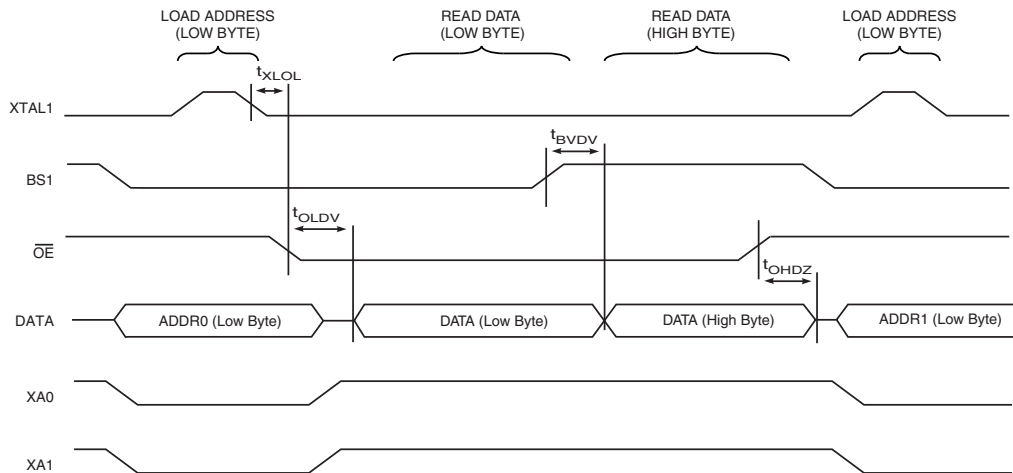 LOAD ADDRESS
(LOW BYTE)
READ DATA
(LOW BYTE)
READ DATA
(HIGH BYTE)
LOAD ADDRESS
(LOW BYTE)
tXLOL
XTAL1
tBVDV
BS1
tOLDV
OE
tOHDZ
DATA
ADDR0 (Low Byte)
DATA (Low Byte)
DATA (High Byte)
ADDR1 (Low Byte)
XA0
XA1